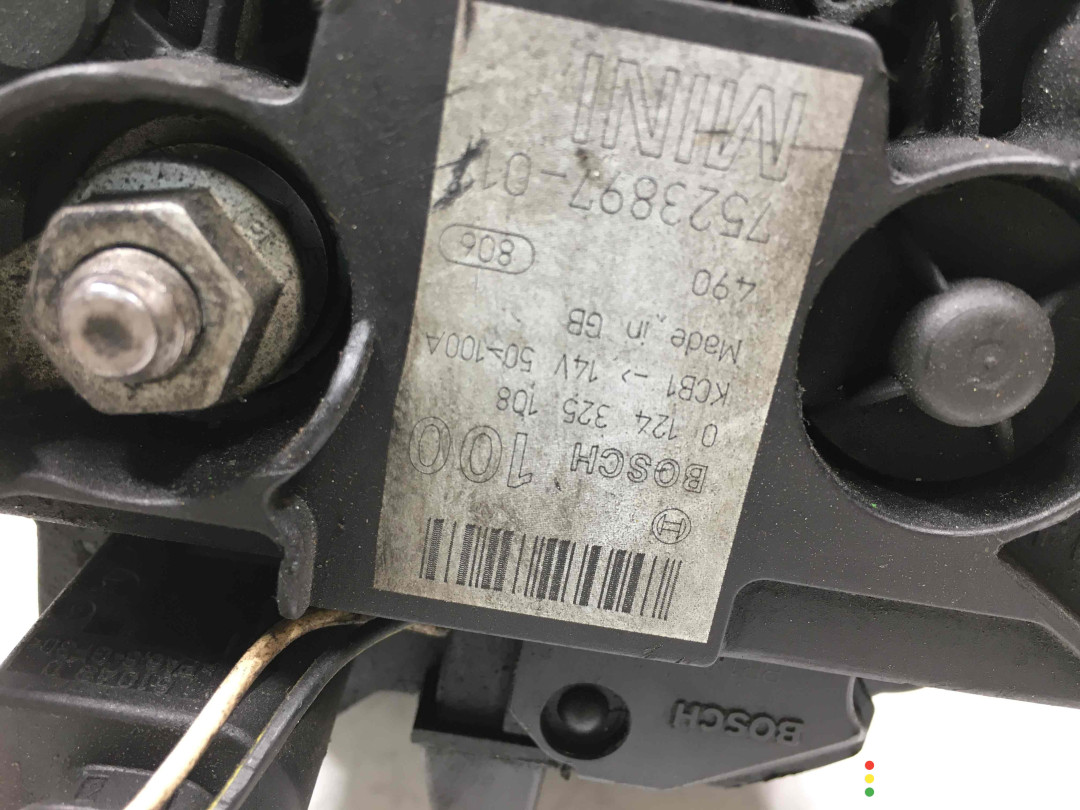 MINI
7523897-01
806
490
Made in GB
KCB1 -> 14V 50>100A
0 124 325 108
BOSCH 100
BOSCH